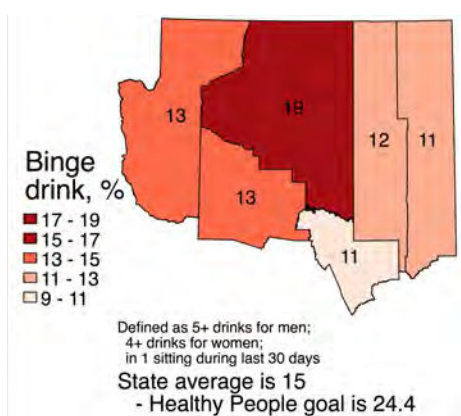 13
19
12
11
13
11
Binge
drink, %
17 - 19
15 - 17
13 - 15
11 - 13
9 - 11
Defined as 5+ drinks for men;
4+ drinks for women;
in 1 sitting during last 30 days
State average is 15
- Healthy People goal is 24.4